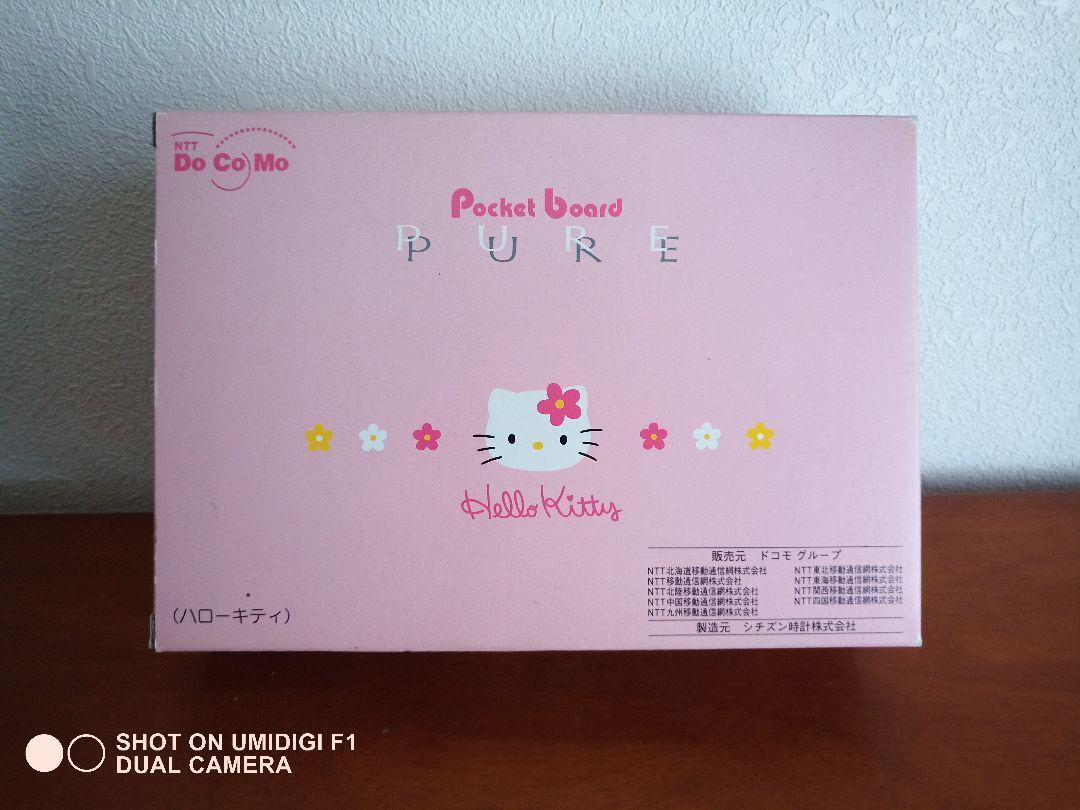 NTT
DoCoMo
Pocket board
PURE
Hello Kitty
(ハローキティ)
販売元 ドコモ グループ
NTT北海道移動通信網株式会社 NTT東北移動通信網株式会社
NTT移動通信網株式会社 NTT東海移動通信網株式会社
NTT北陸移動通信網株式会社 NTT関西移動通信網株式会社
NTT中国移動通信網株式会社 NTT四国移動通信網株式会社
NTT九州移動通信網株式会社
製造元 シチズン時計株式会社
SHOT ON UMIDIGI F1
DUAL CAMERA